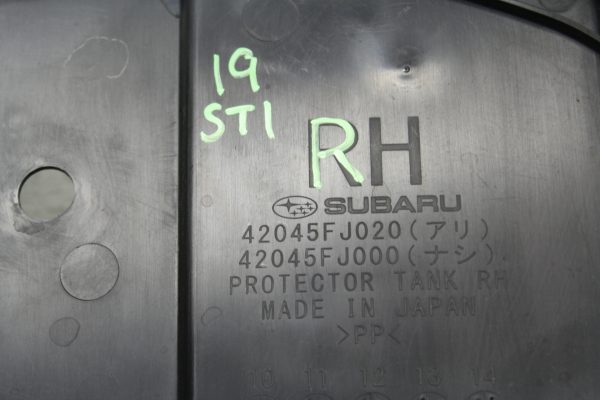 19
STI
RH
SUBARU
42045FJ020(アリ)
42045FJ000(ナシ)
PROTECTOR TANK RH
MADE IN JAPAN
>PP<
10 11 12 13 14